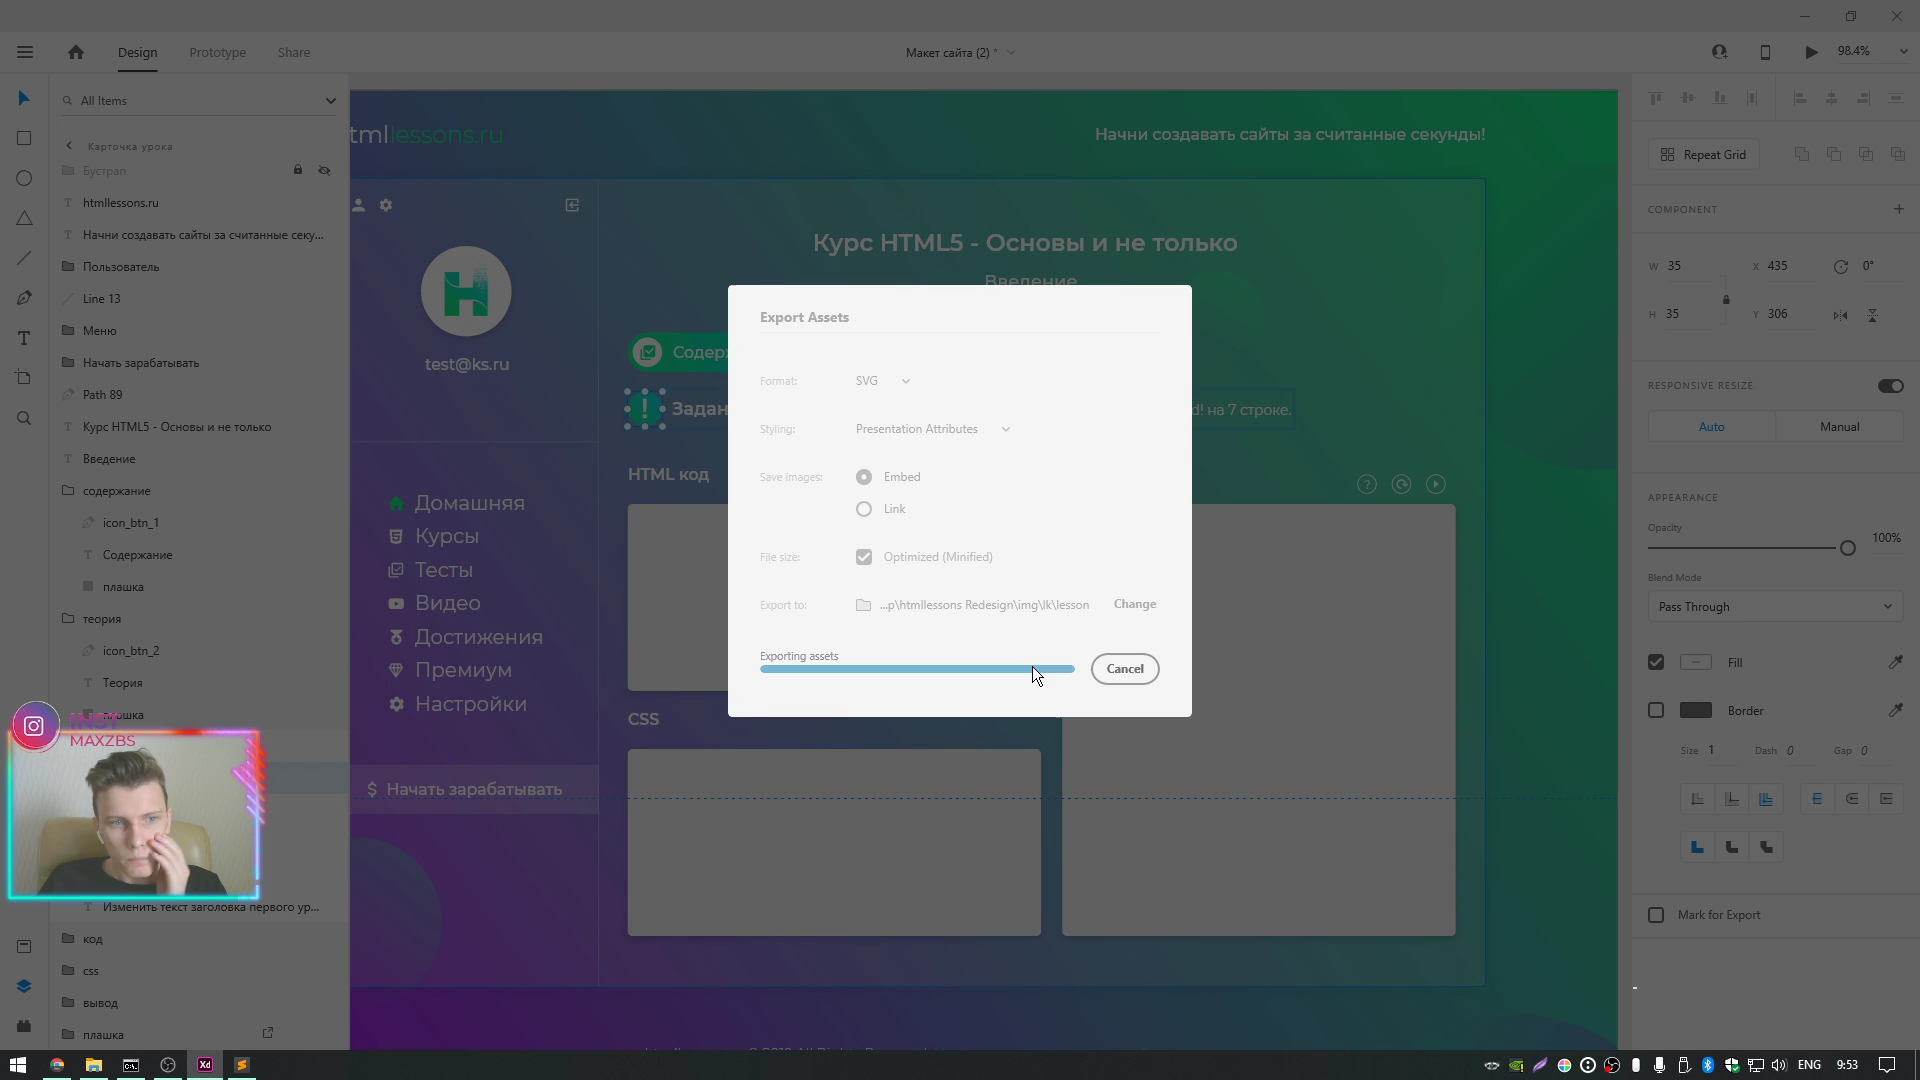 Design
Prototype
Share
Макет сайта (2) *
98.4%
All Items
Карточка урока
Бустрап
htmllessons.ru
Начни создавать сайты за считанные секу...
Пользователь
Line 13
Меню
Начать зарабатывать
Path 89
Курс HTML5 - Основы и не только
Введение
содержание
icon_btn_1
Содержание
плашка
теория
icon_btn_2
Теория
INST
MAXZBS
Изменить текст заголовка первого ур...
код
css
вывод
плашка
tmllessons.ru
Начни создавать сайты за считанные секунды!
test@ks.ru
Домашняя
Курсы
Тесты
Видео
Достижения
Премиум
Настройки
$ Начать зарабатывать
Курс HTML5 - Основы и не только
Введение
Содерж
! Задан
d! на 7 строке.
HTML код
?
CSS
Export Assets
Format:
SVG
Styling:
Presentation Attributes
Save images:
Embed
Link
File size:
Optimized (Minified)
Export to:
...p\htmllessons Redesign\img\lk\lesson
Change
Exporting assets
Cancel
Repeat Grid
COMPONENT
W 35
X 435
0°
H 35
Y 306
RESPONSIVE RESIZE
Auto
Manual
APPEARANCE
Opacity
100%
Blend Mode
Pass Through
Fill
Border
Size 1
Dash 0
Gap 0
Mark for Export
Xd
ENG
9:53